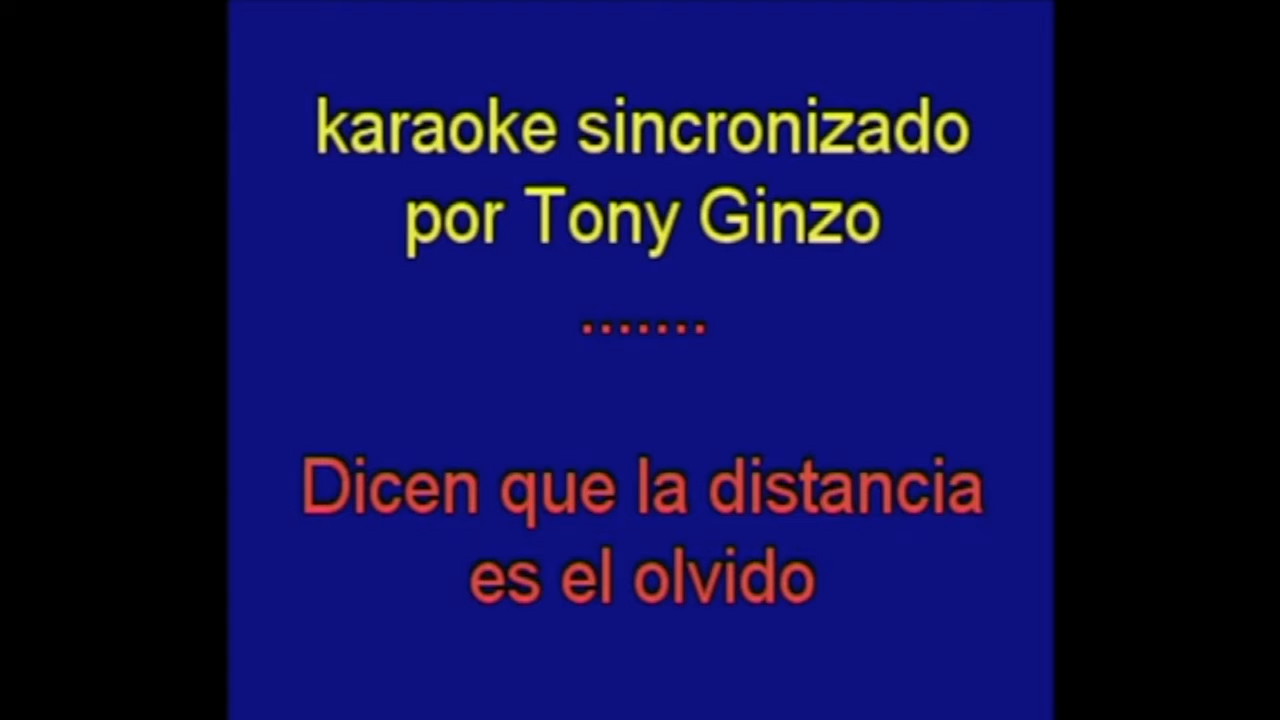 karaoke sincronizado
por Tony Ginzo
.......
Dicen que la distancia
es el olvido